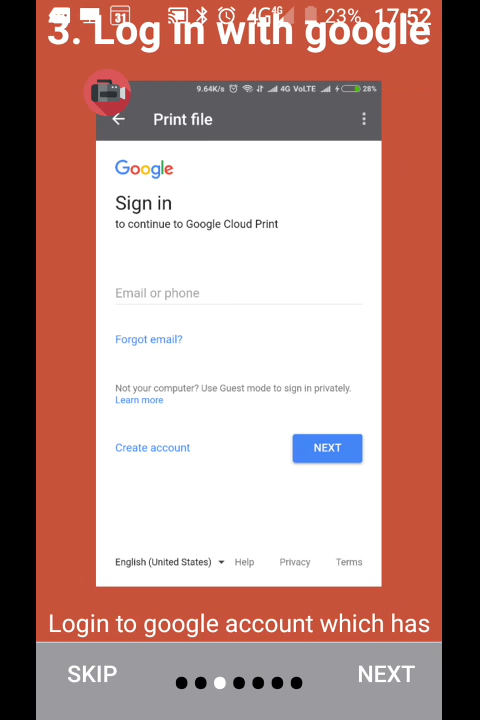 31 4G 4G 23% 17:52
3. Log in with google
9.64K/s 4G VoLTE 28%
Print file
Google
Sign in
to continue to Google Cloud Print
Email or phone
Forgot email?
Not your computer? Use Guest mode to sign in privately.
Learn more
Create account NEXT
English (United States) Help Privacy Terms
Login to google account which has
SKIP NEXT